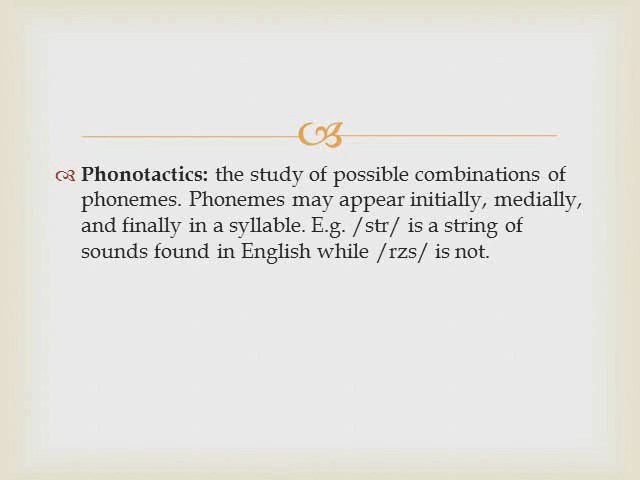 Phonotactics: the study of possible combinations of
phonemes. Phonemes may appear initially, medially,
and finally in a syllable. E.g. /str/ is a string of
sounds found in English while /rzs/ is not.